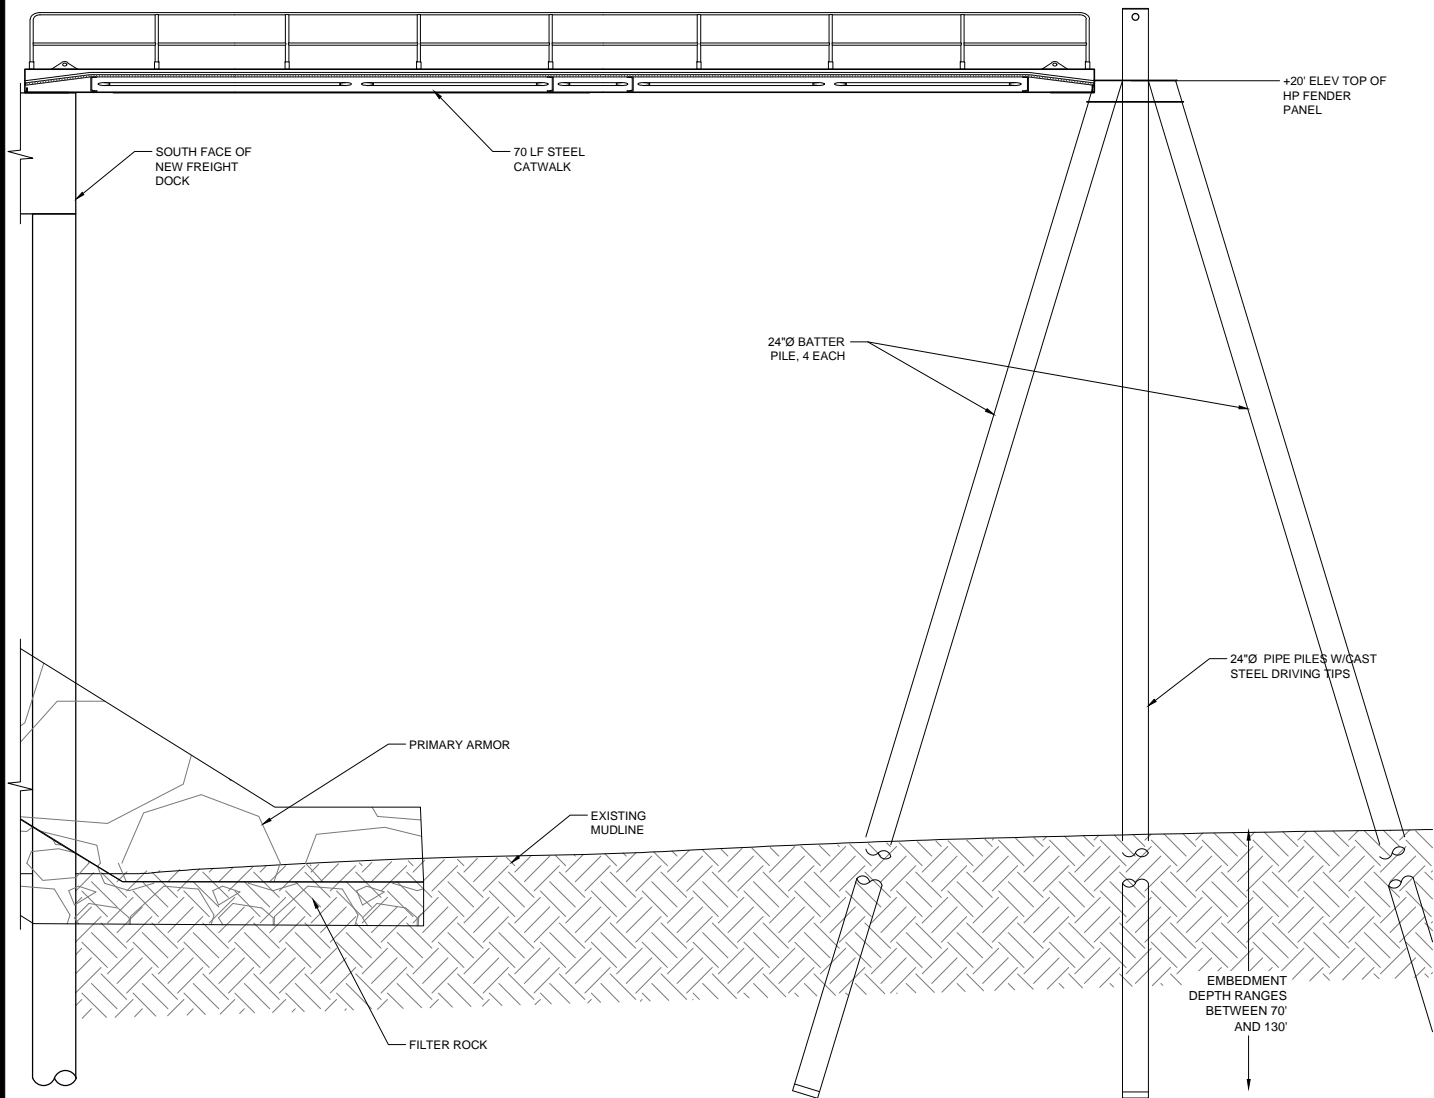 +20' ELEV TOP OF
HP FENDER
PANEL
SOUTH FACE OF
NEW FREIGHT
DOCK
70 LF STEEL
CATWALK
24"Ø BATTER
PILE, 4 EACH
24"Ø PIPE PILES W/CAST
STEEL DRIVING TIPS
PRIMARY ARMOR
EXISTING
MUDLINE
EMBEDMENT
DEPTH RANGES
BETWEEN 70'
AND 130'
FILTER ROCK